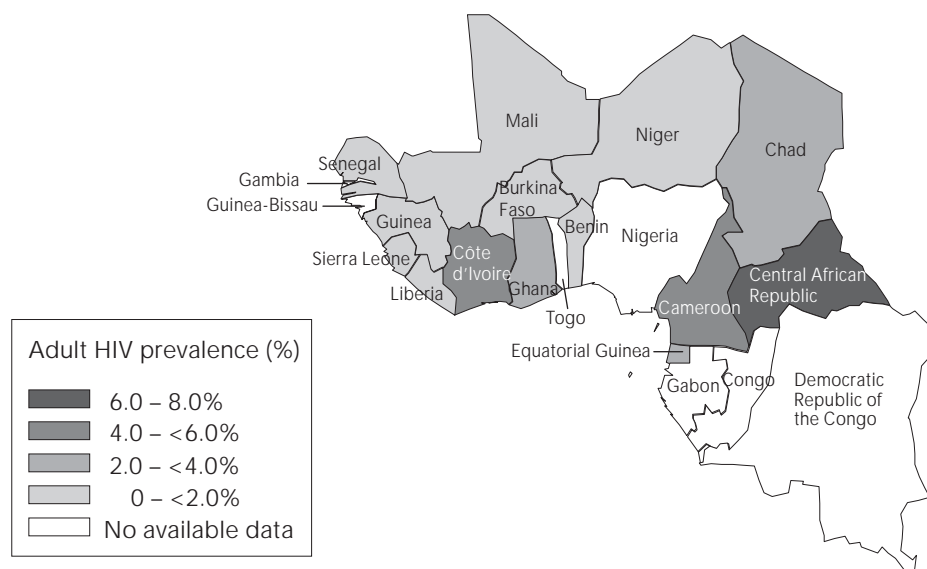 Mali
Niger
Chad
Senegal
Gambia
Guinea-Bissau
Burkina
Faso
Guinea
Benin
Nigeria
Sierra Leone
Côte
d’Ivoire
Liberia
Ghana
Togo
Central African
Republic
Cameroon
Equatorial Guinea
Gabon
Congo
Democratic
Republic of
the Congo
Adult HIV prevalence (%)
6.0 – 8.0%
4.0 – <6.0%
2.0 – <4.0%
0 – <2.0%
No available data